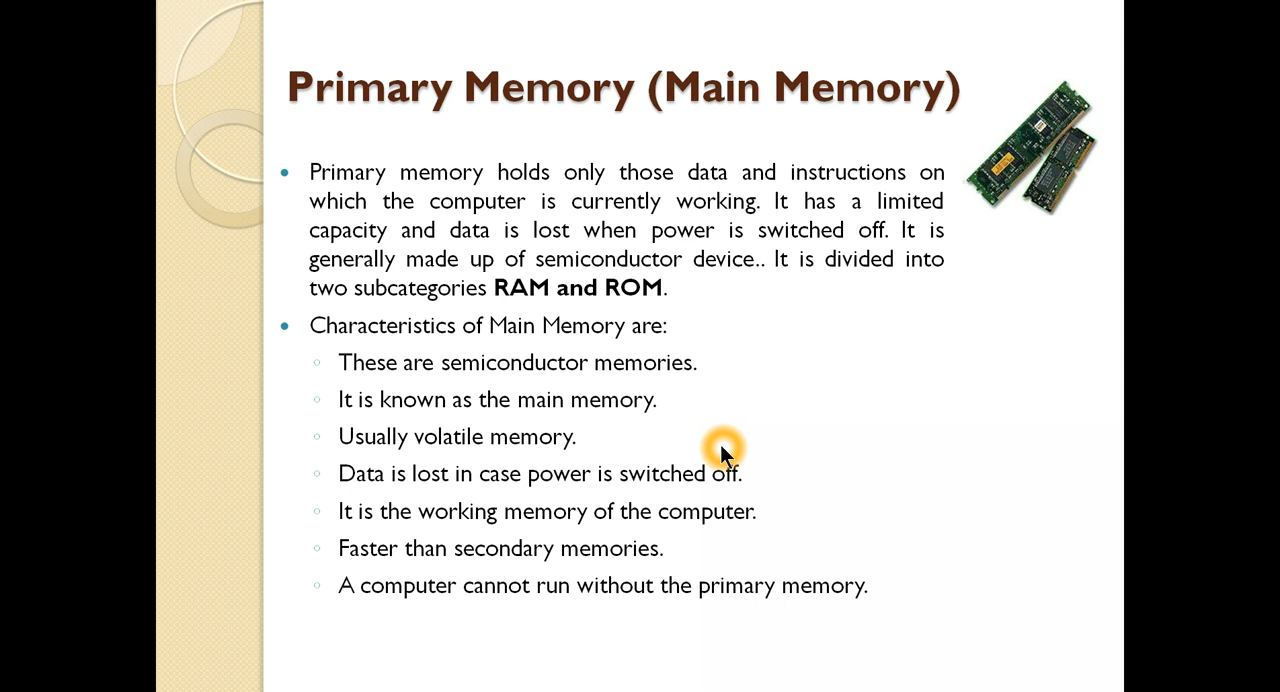 Primary Memory (Main Memory)
Primary memory holds only those data and instructions on
which the computer is currently working. It has a limited
capacity and data is lost when power is switched off. It is
generally made up of semiconductor device.. It is divided into
two subcategories RAM and ROM.
Characteristics of Main Memory are:
These are semiconductor memories.
It is known as the main memory.
Usually volatile memory.
Data is lost in case power is switched off.
It is the working memory of the computer.
Faster than secondary memories.
A computer cannot run without the primary memory.